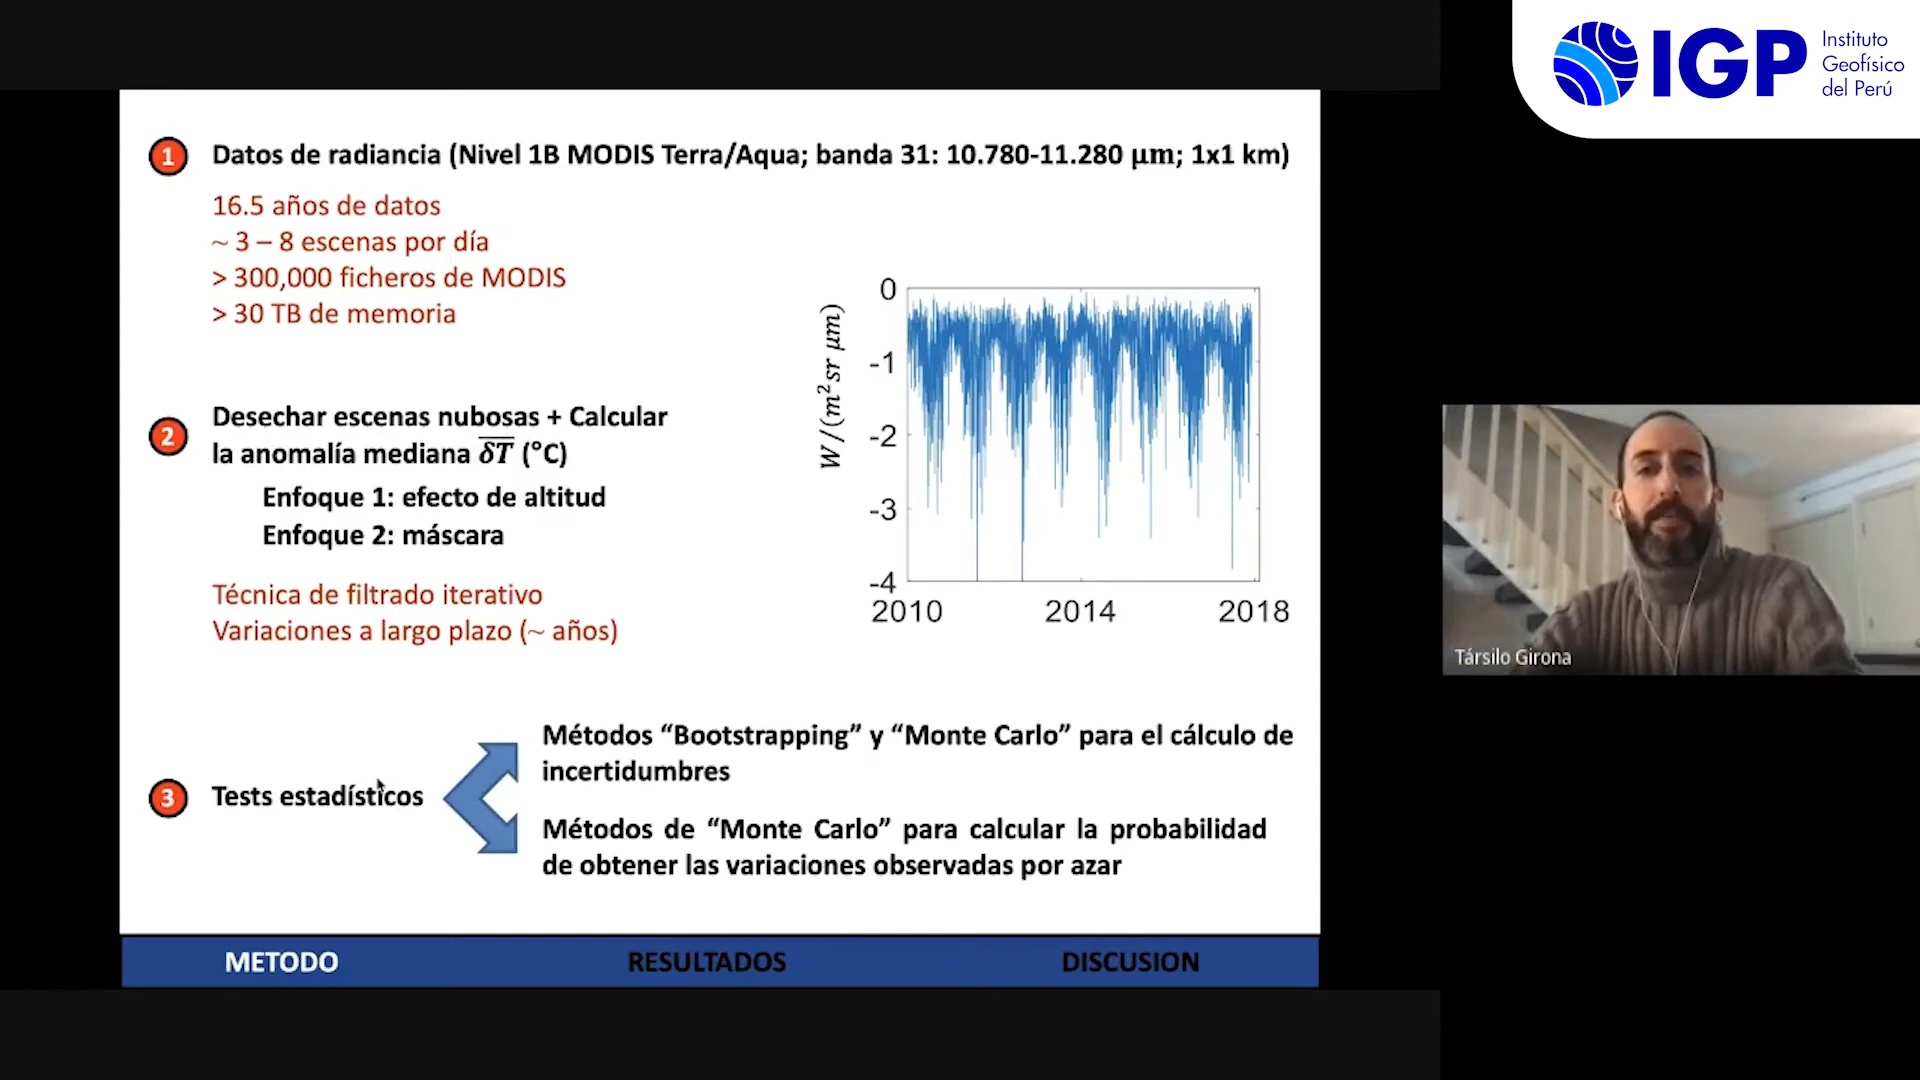 IGP
Instituto
Geofísico
del Perú
1 Datos de radiancia (Nivel 1B MODIS Terra/Aqua; banda 31: 10.780-11.280 μm; 1x1 km)
16.5 años de datos
~ 3 – 8 escenas por día
> 300,000 ficheros de MODIS
> 30 TB de memoria
2 Desechar escenas nubosas + Calcular
la anomalía mediana \overline{δT} (°C)
Enfoque 1: efecto de altitud
Enfoque 2: máscara
Técnica de filtrado iterativo
Variaciones a largo plazo (~ años)
W/(m² sr μm)
0
-1
-2
-3
-4
2010 2014 2018
3 Tests estadísticos
Métodos “Bootstrapping” y “Monte Carlo” para el cálculo de
incertidumbres
Métodos de “Monte Carlo” para calcular la probabilidad
de obtener las variaciones observadas por azar
METODO RESULTADOS DISCUSION
Társilo Girona